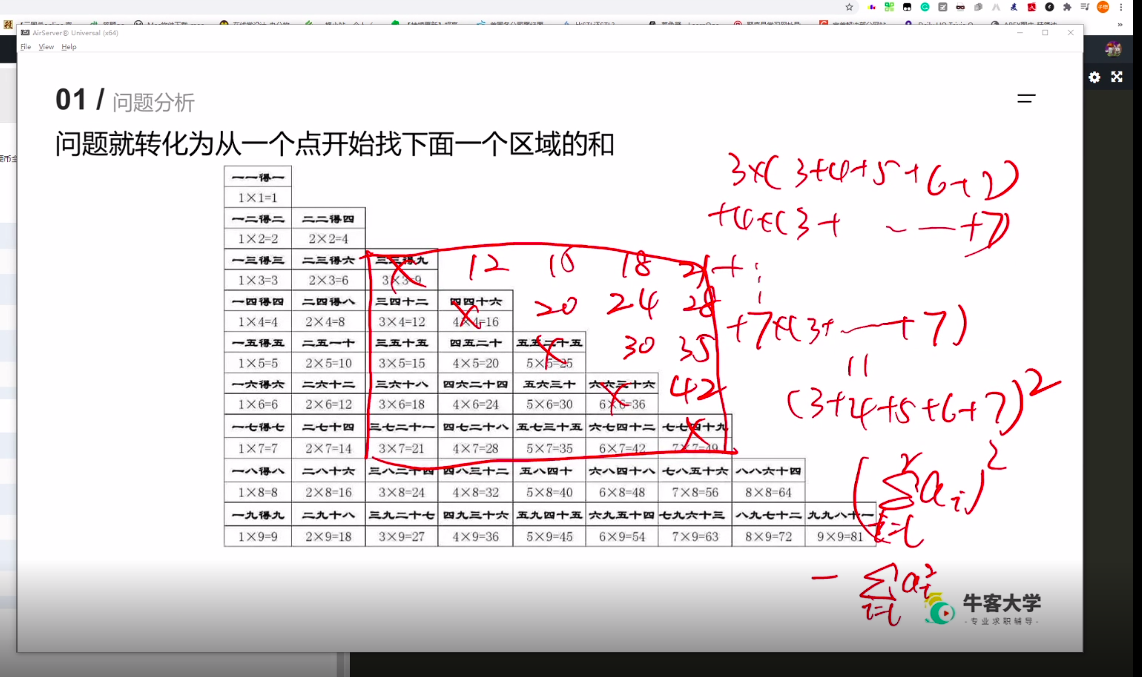 AirServer® Universal (x64)
File View Help
01 / 问题分析
问题就转化为从一个点开始找下面一个区域的和
一一得一
1×1=1
一二得二 二二得四
1×2=2 2×2=4
一三得三 二三得六 三三得九
1×3=3 2×3=6 3×3=9
一四得四 二四得八 三四十二 四四十六
1×4=4 2×4=8 3×4=12 4×4=16
一五得五 二五一十 三五十五 四五二十 五五二十五
1×5=5 2×5=10 3×5=15 4×5=20 5×5=25
一六得六 二六十二 三六十八 四六二十四 五六三十 六六三十六
1×6=6 2×6=12 3×6=18 4×6=24 5×6=30 6×6=36
一七得七 二七十四 三七二十一 四七二十八 五七三十五 六七四十二 七七四十九
1×7=7 2×7=14 3×7=21 4×7=28 5×7=35 6×7=42 7×7=49
一八得八 二八十六 三八二十四 四八三十二 五八四十 六八四十八 七八五十六 八八六十四
1×8=8 2×8=16 3×8=24 4×8=32 5×8=40 6×8=48 7×8=56 8×8=64
一九得九 二九十八 三九二十七 四九三十六 五九四十五 六九五十四 七九六十三 八九七十二 九九八十一
1×9=9 2×9=18 3×9=27 4×9=36 5×9=45 6×9=54 7×9=63 8×9=72 9×9=81
12 18 21
20 24 28
30 35
42
3×(3+4+5+6+7)
+4×(3+ …… +7)
+7×(3+ …… +7)
(3+4+5+6+7)²
牛客大学
·专业求职辅导·